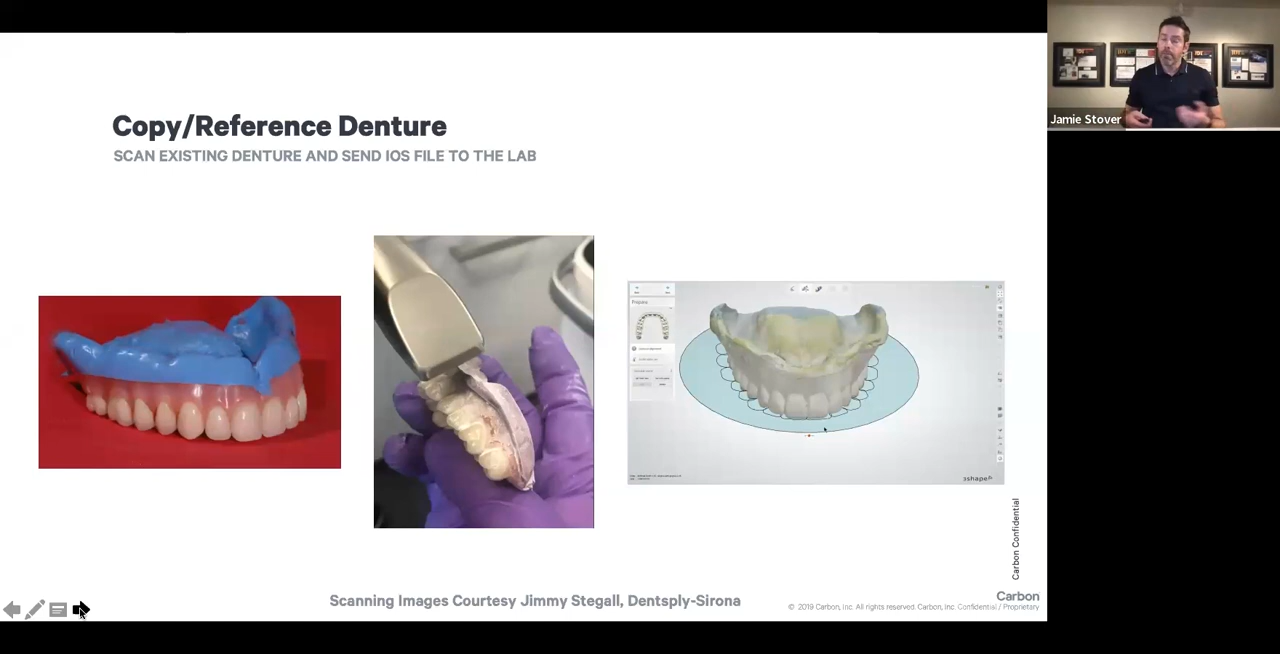 Copy/Reference Denture
SCAN EXISTING DENTURE AND SEND IOS FILE TO THE LAB
Jamie Stover
3shape
Carbon Confidential
Scanning Images Courtesy Jimmy Stegall, Dentsply-Sirona
Carbon
© 2019 Carbon, Inc. All rights reserved. Carbon, Inc. Confidential / Proprietary